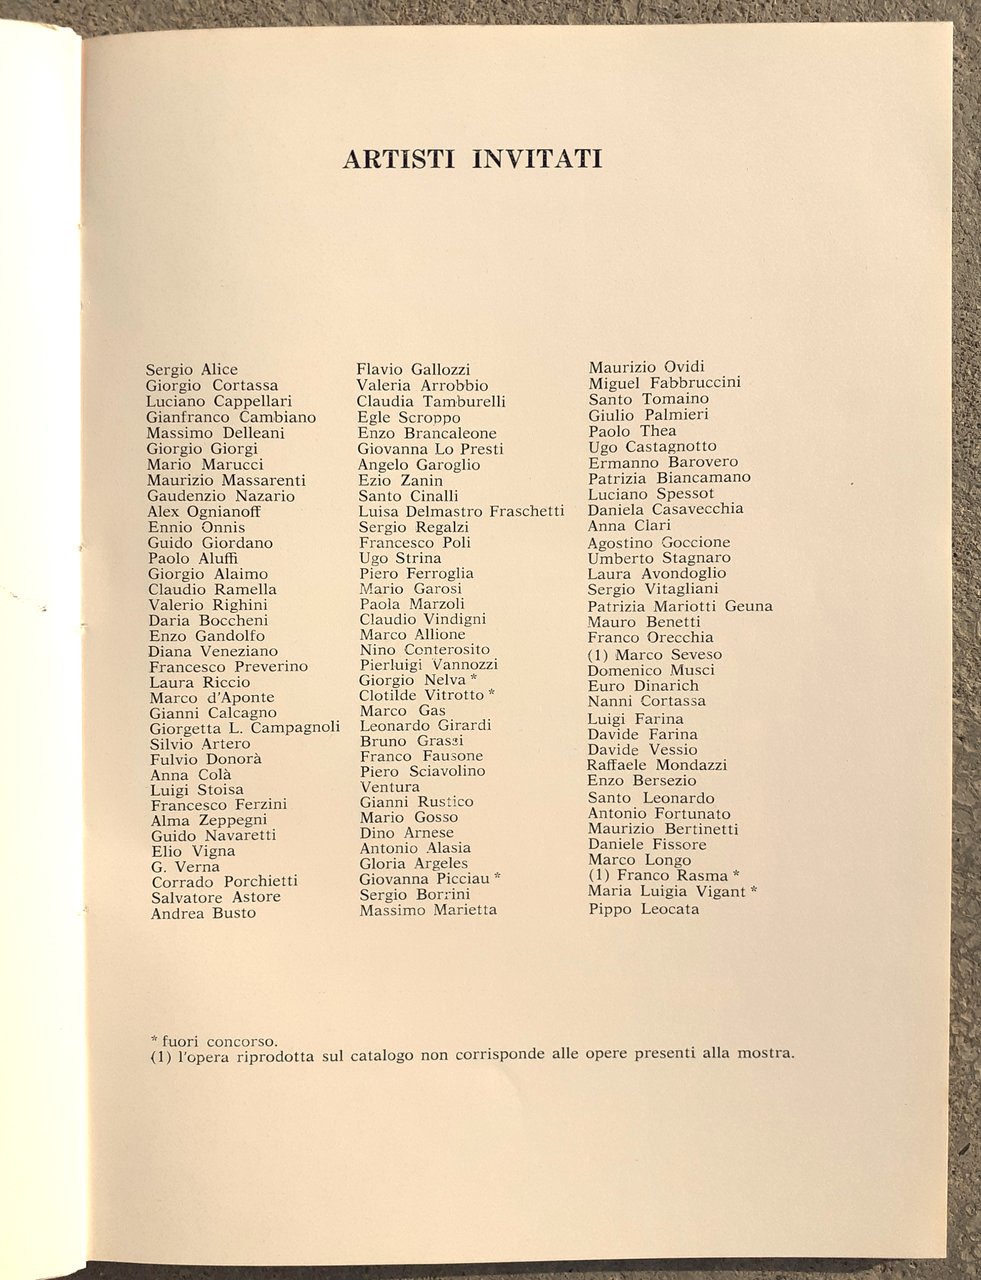 ARTISTI INVITATI
Sergio Alice
Giorgio Cortassa
Luciano Cappellari
Gianfranco Cambiano
Massimo Delleani
Giorgio Giorgi
Mario Marucci
Maurizio Massarenti
Gaudenzio Nazario
Alex Ognianoff
Ennio Onnis
Guido Giordano
Paolo Aluffi
Giorgio Alaimo
Claudio Ramella
Valerio Righini
Daria Boccheni
Enzo Gandolfo
Diana Veneziano
Francesco Preverino
Laura Riccio
Marco d'Aponte
Gianni Calcagno
Giorgetta L. Campagnoli
Silvio Artero
Fulvio Donorà
Anna Colà
Luigi Stoisa
Francesco Ferzini
Alma Zeppegni
Guido Navaretti
Elio Vigna
G. Verna
Corrado Porchietti
Salvatore Astore
Andrea Busto
Flavio Gallozzi
Valeria Arrobbio
Claudia Tamburelli
Egle Scroppo
Enzo Brancaleone
Giovanna Lo Presti
Angelo Garoglio
Ezio Zanin
Santo Cinalli
Luisa Delmastro Fraschetti
Sergio Regalzi
Francesco Poli
Ugo Strina
Piero Ferroglia
Mario Garosi
Paola Marzoli
Claudio Vindigni
Marco Allione
Nino Centerosito
Pierluigi Vannozzi
Giorgio Nelva *
Clotilde Vitrotto *
Marco Gas
Leonardo Girardi
Bruno Grassi
Franco Fausone
Piero Sciavolino
Ventura
Gianni Rustico
Mario Gosso
Dino Arnese
Antonio Alasia
Gloria Argeles
Giovanna Picciau *
Sergio Borrini
Massimo Marietta
Maurizio Ovidi
Miguel Fabbruccini
Santo Tomaino
Giulio Palmieri
Paolo Thea
Ugo Castagnotto
Ermanno Barovero
Patrizia Biancamano
Luciano Spessot
Daniela Casavecchia
Anna Clari
Agostino Goccione
Umberto Stagnaro
Laura Avondoglio
Sergio Vitagliani
Patrizia Mariotti Geuna
Mauro Benetti
Franco Orecchia
(1) Marco Seveso
Domenico Musci
Euro Dinarich
Nanni Cortassa
Luigi Farina
Davide Farina
Davide Vessio
Raffaele Mondazzi
Enzo Bersezio
Santo Leonardo
Antonio Fortunato
Maurizio Bertinetti
Daniele Fissore
Marco Longo
(1) Franco Rasma *
Maria Luigia Vigant *
Pippo Leocata
* fuori concorso.
(1) l'opera riprodotta sul catalogo non corrisponde alle opere presenti alla mostra.